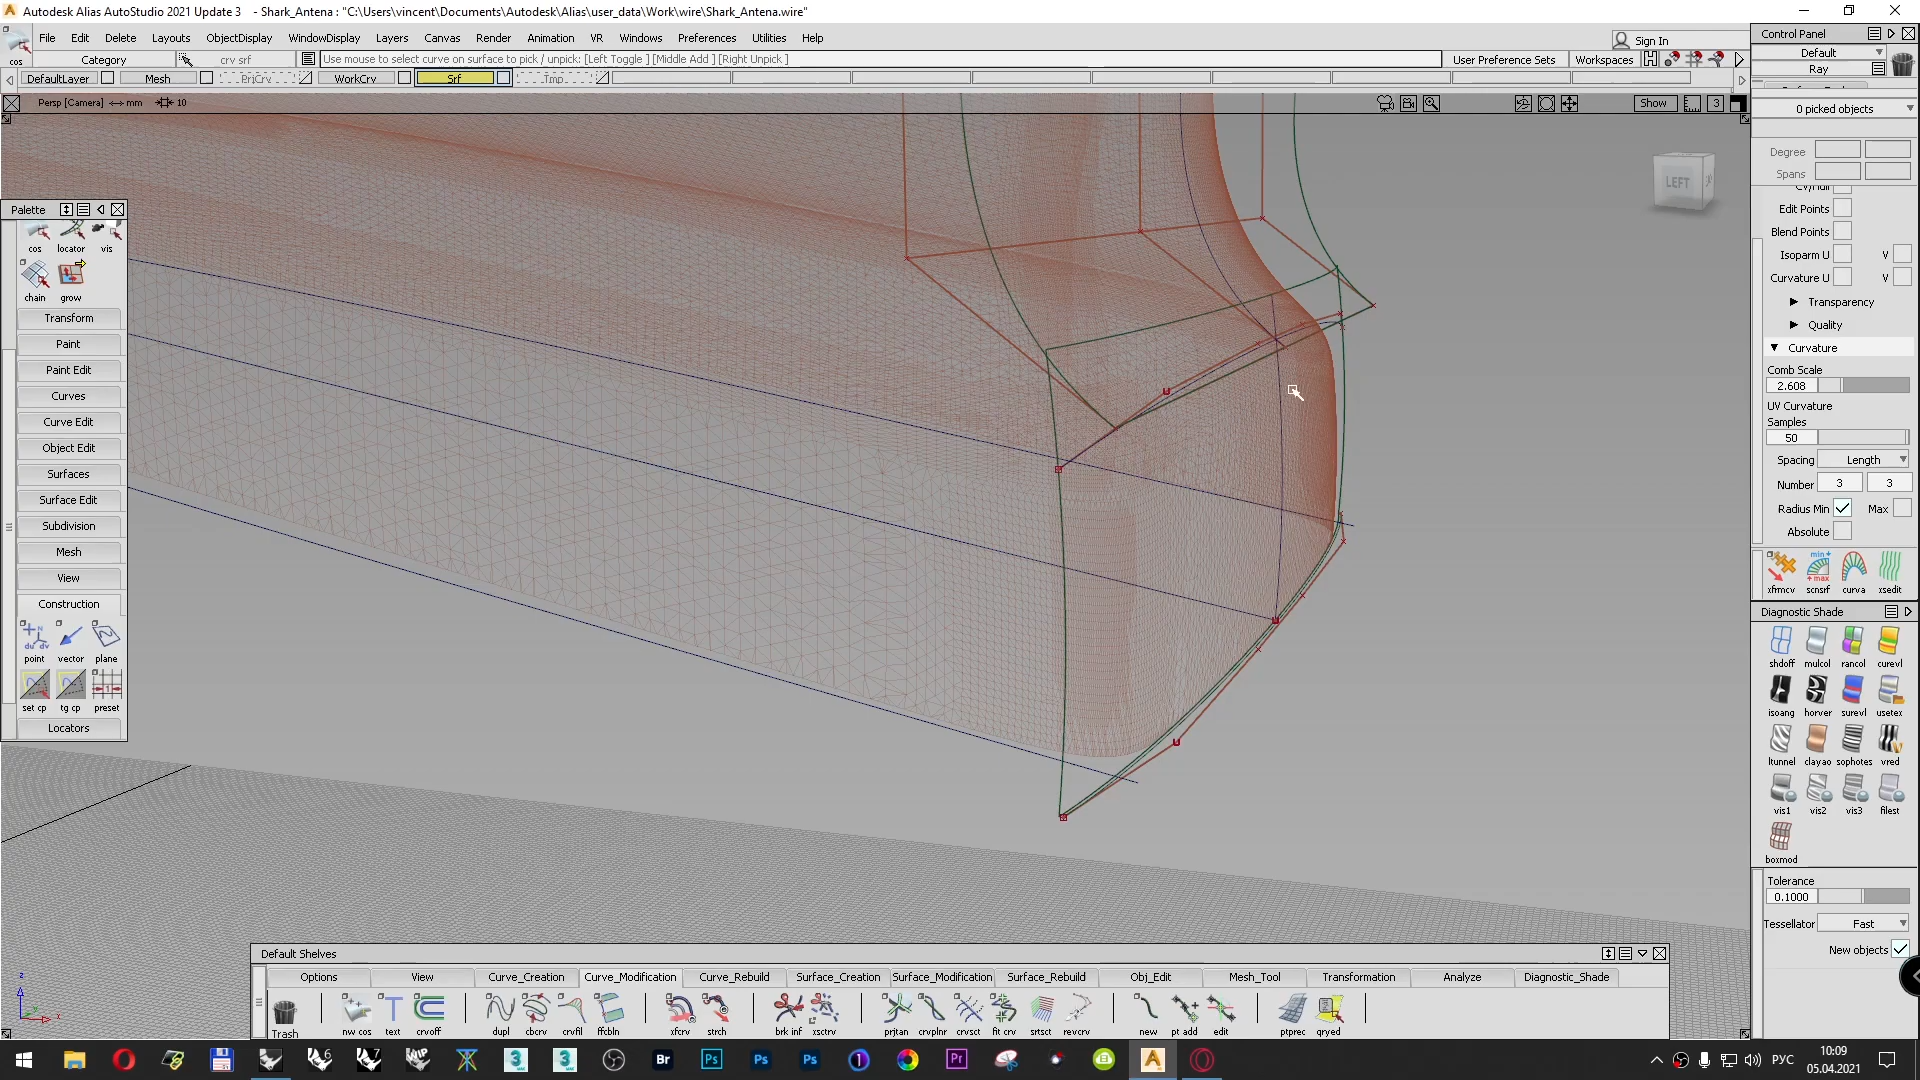 Autodesk Alias AutoStudio 2021 Update 3 - Shark_Antena : "C:\Users\vincent\Documents\Autodesk\Alias\user_data\Work\wire\Shark_Antena.wire"
File Edit Delete Layouts ObjectDisplay WindowDisplay Layers Canvas Render Animation VR Windows Preferences Utilities Help
Sign In
cos Category crv srf Use mouse to select curve on surface to pick / unpick: [Left Toggle ] [Middle Add ] [Right Unpick ] User Preference Sets Workspaces
DefaultLayer Mesh PrjCrv WorkCrv Srf Tmp
Persp [Camera] mm 10 Show 3
LEFT
Control Panel
Default
Ray
0 picked objects
Degree
Spans
CV/Hull
Edit Points
Blend Points
Isoparm U V
Curvature U V
Transparency
Quality
Curvature
Comb Scale
2.608
UV Curvature
Samples
50
Spacing Length
Number 3 3
Radius Min Max
Absolute
xfrmcv scnsrf curva xsedit
min+max
Diagnostic Shade
shdoff mulcol rancol curevl
isoang horver surevl usetex
ltunnel clayao sophotes vred
vis1 vis2 vis3 filest
boxmod
Tolerance
0.1000
Tessellator Fast
New objects
Palette
cos locator vis
chain grow
Transform
Paint
Paint Edit
Curves
Curve Edit
Object Edit
Surfaces
Surface Edit
Subdivision
Mesh
View
Construction
point vector plane
set cp tg cp preset
Locators
z
y
x
Default Shelves
Options View Curve_Creation Curve_Modification Curve_Rebuild Surface_Creation Surface_Modification Surface_Rebuild Obj_Edit Mesh_Tool Transformation Analyze Diagnostic_Shade
Trash nw cos text crvoff dupl cbcrv crvfil ffcbln xfcrv strch brk inf xsctrv prjtan crvplnr crvsct fit crv srtsct revcrv new pt add edit ptprec qryed
РУС
10:09
05.04.2021